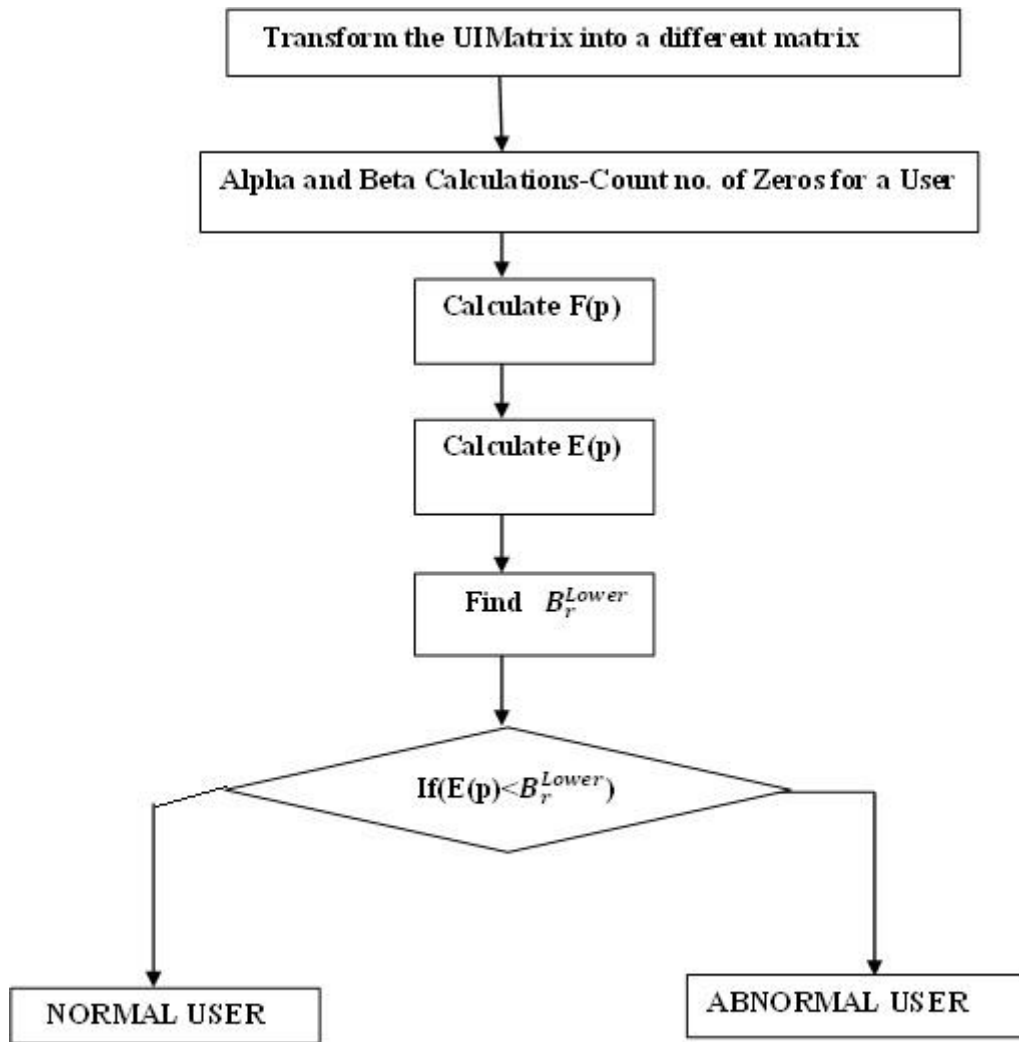 Transform the UIMatrix into a different matrix
Alpha and Beta Calculations-Count no. of Zeros for a User
Calculate F(p)
Calculate E(p)
Find B_r^{Lower}
If(E(p)<B_r^{Lower})
NORMAL USER
ABNORMAL USER